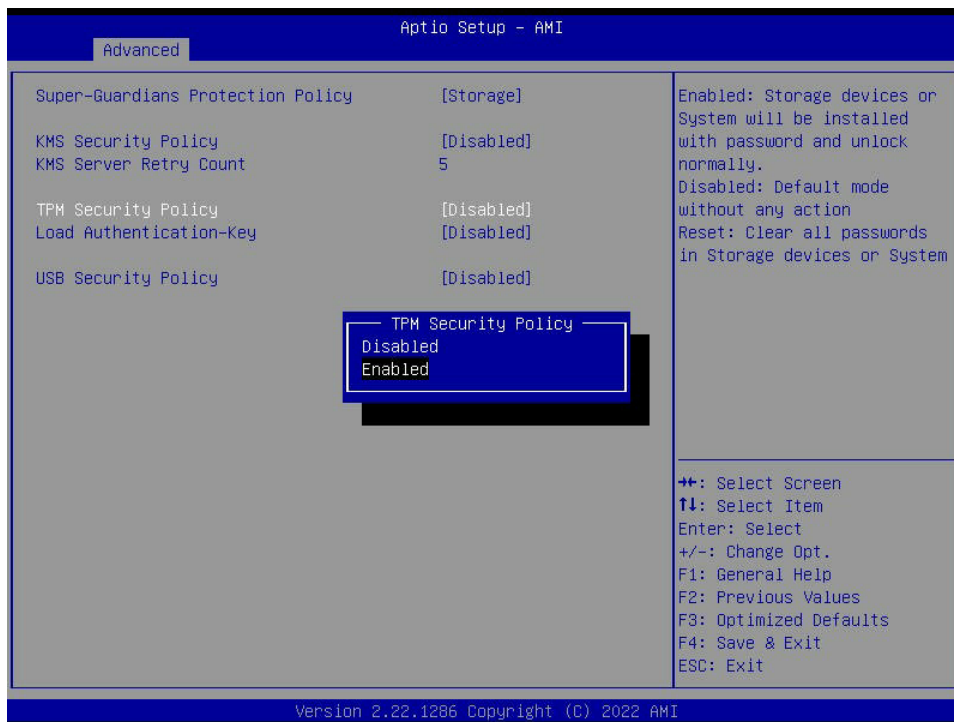 Aptio Setup – AMI
Advanced
Super-Guardians Protection Policy [Storage]
KMS Security Policy [Disabled]
KMS Server Retry Count 5
TPM Security Policy [Disabled]
Load Authentication-Key [Disabled]
USB Security Policy [Disabled]
TPM Security Policy
Disabled
Enabled
Enabled: Storage devices or
System will be installed
with password and unlock
normally.
Disabled: Default mode
without any action
Reset: Clear all passwords
in Storage devices or System
→←: Select Screen
↑↓: Select Item
Enter: Select
+/-: Change Opt.
F1: General Help
F2: Previous Values
F3: Optimized Defaults
F4: Save & Exit
ESC: Exit
Version 2.22.1286 Copyright (C) 2022 AMI